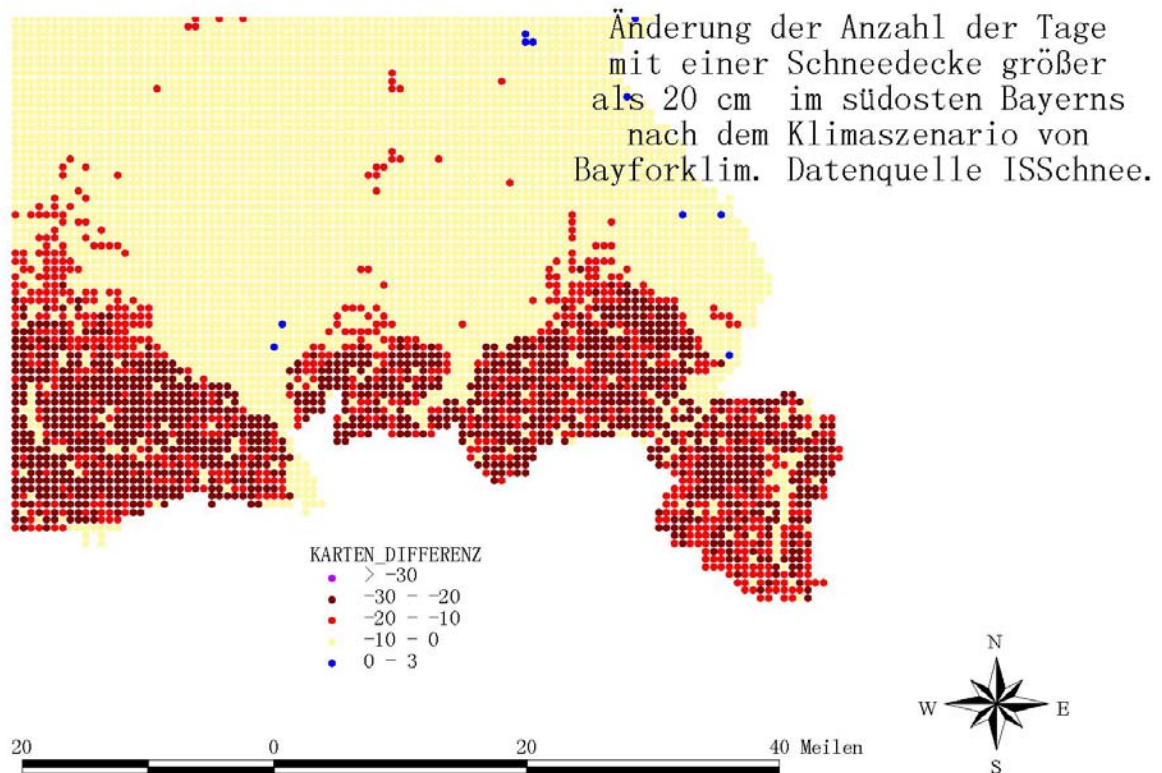 Änderung der Anzahl der Tage
mit einer Schneedecke größer
als 20 cm im südosten Bayerns
nach dem Klimaszenario von
Bayforklim. Datenquelle ISSchnee.
KARTEN_DIFFERENZ
> -30
-30 - -20
-20 - -10
-10 - 0
0 - 3
N
W E
S
20 0 20 40 Meilen